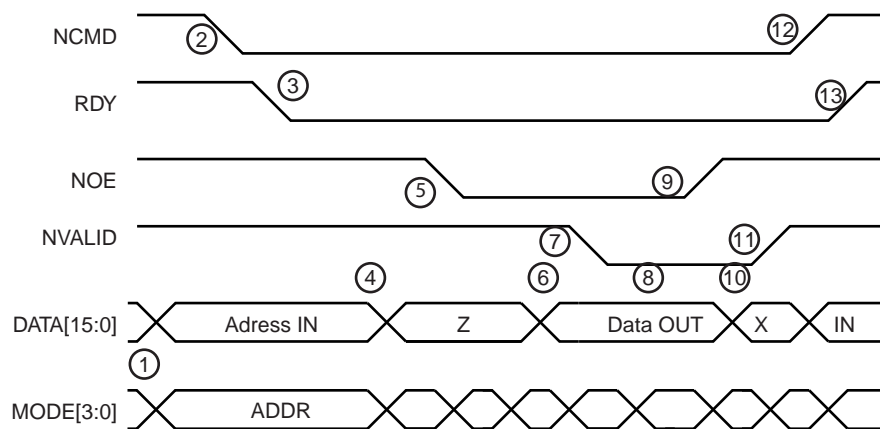 NCMD
2
12
RDY
3
13
NOE
5
9
NVALID
7
11
4
6
8
10
DATA[15:0]
Adress IN
Z
Data OUT
X
IN
1
MODE[3:0]
ADDR